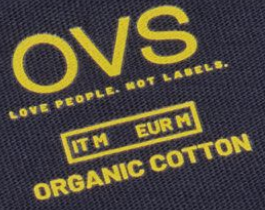 OVS
LOVE PEOPLE. NOT LABELS.
IT M EUR M
ORGANIC COTTON